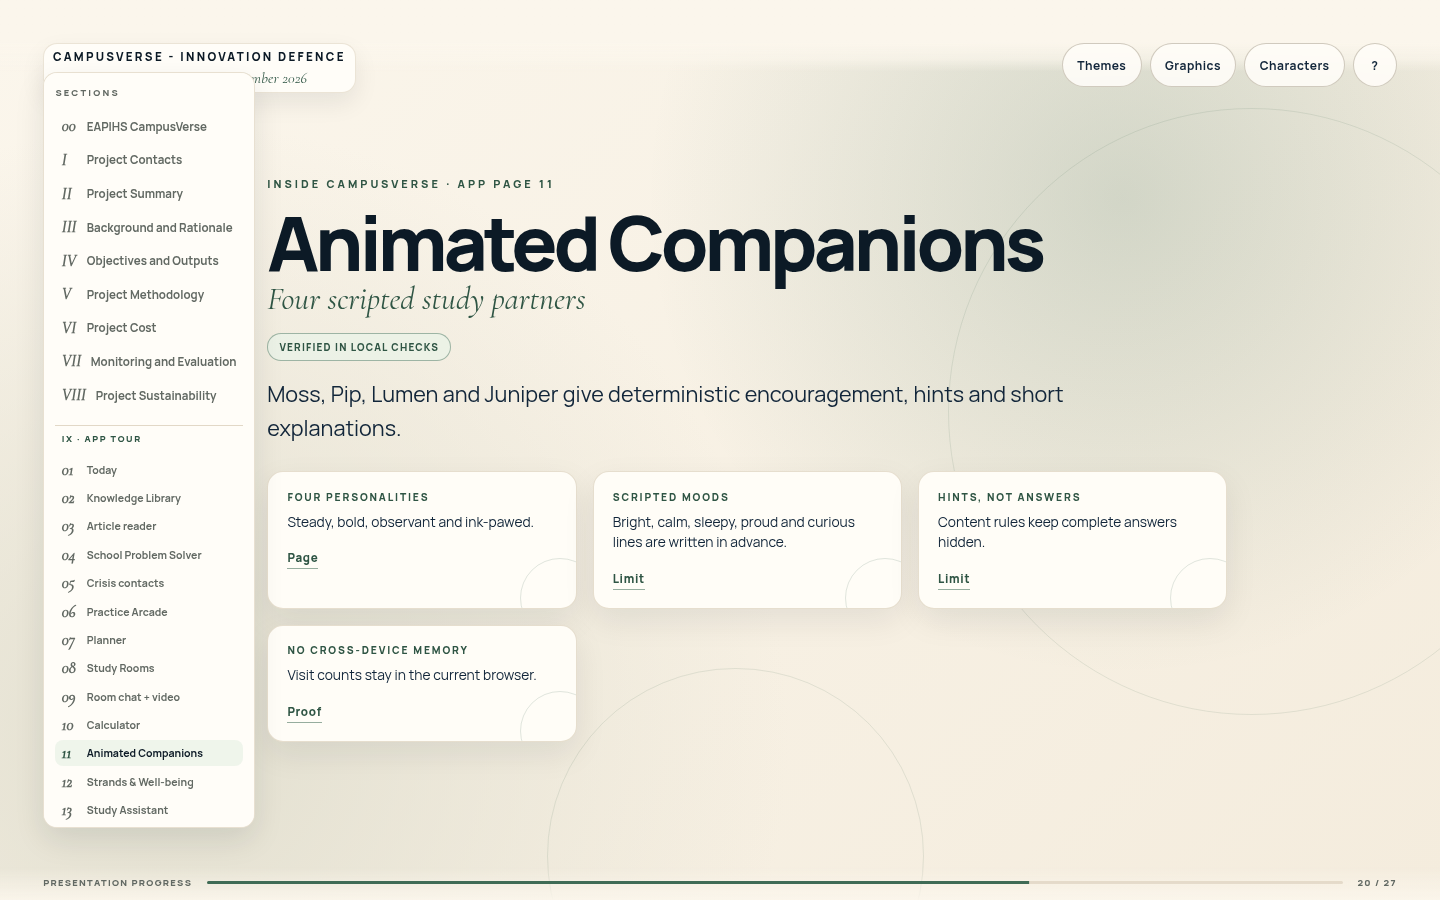 CAMPUSVERSE - INNOVATION DEFENCE
2026
Themes
Graphics
Characters
?
SECTIONS
00 EAPIHS CampusVerse
I Project Contacts
II Project Summary
III Background and Rationale
IV Objectives and Outputs
V Project Methodology
VI Project Cost
VII Monitoring and Evaluation
VIII Project Sustainability
IX · APP TOUR
01 Today
02 Knowledge Library
03 Article reader
04 School Problem Solver
05 Crisis contacts
06 Practice Arcade
07 Planner
08 Study Rooms
09 Room chat + video
10 Calculator
11 Animated Companions
12 Strands & Well-being
13 Study Assistant
INSIDE CAMPUSVERSE · APP PAGE 11
Animated Companions
Four scripted study partners
VERIFIED IN LOCAL CHECKS
Moss, Pip, Lumen and Juniper give deterministic encouragement, hints and short
explanations.
FOUR PERSONALITIES
Steady, bold, observant and ink-pawed.
Page
SCRIPTED MOODS
Bright, calm, sleepy, proud and curious
lines are written in advance.
Limit
HINTS, NOT ANSWERS
Content rules keep complete answers
hidden.
Limit
NO CROSS-DEVICE MEMORY
Visit counts stay in the current browser.
Proof
PRESENTATION PROGRESS
20 / 27